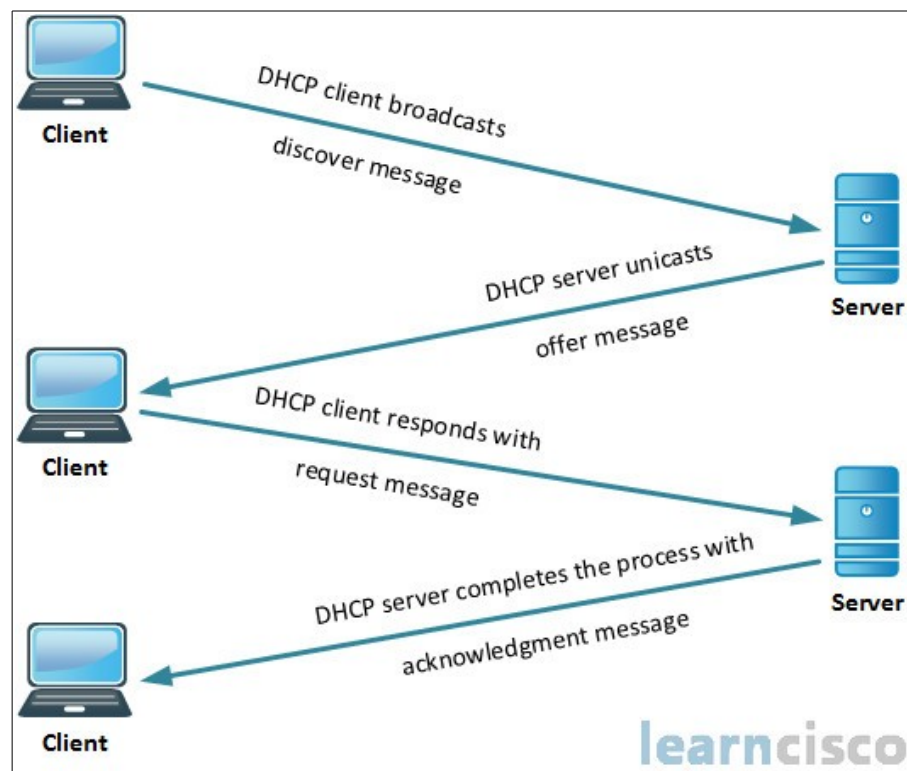 Client
DHCP client broadcasts
discover message
Server
DHCP server unicasts
offer message
Client
DHCP client responds with
request message
Server
DHCP server completes the process with
acknowledgment message
Client
learncisco